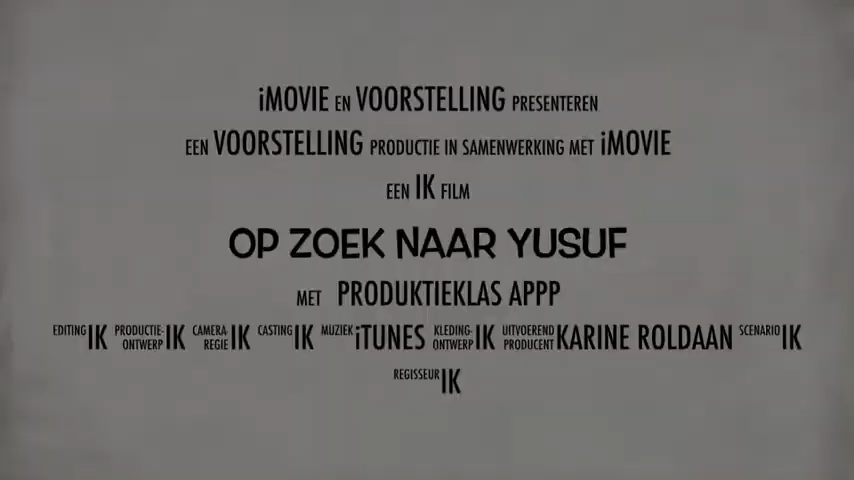 iMOVIE EN VOORSTELLING PRESENTEREN
EEN VOORSTELLING PRODUCTIE IN SAMENWERKING MET iMOVIE
EEN IK FILM
OP ZOEK NAAR YUSUF
MET PRODUKTIEKLAS APPP
EDITING IK PRODUCTIE-ONTWERP IK CAMERA-REGIE IK CASTING IK MUZIEK iTUNES KLEDING-ONTWERP IK UITVOEREND PRODUCENT KARINE ROLDAAN SCENARIO IK
REGISSEUR IK